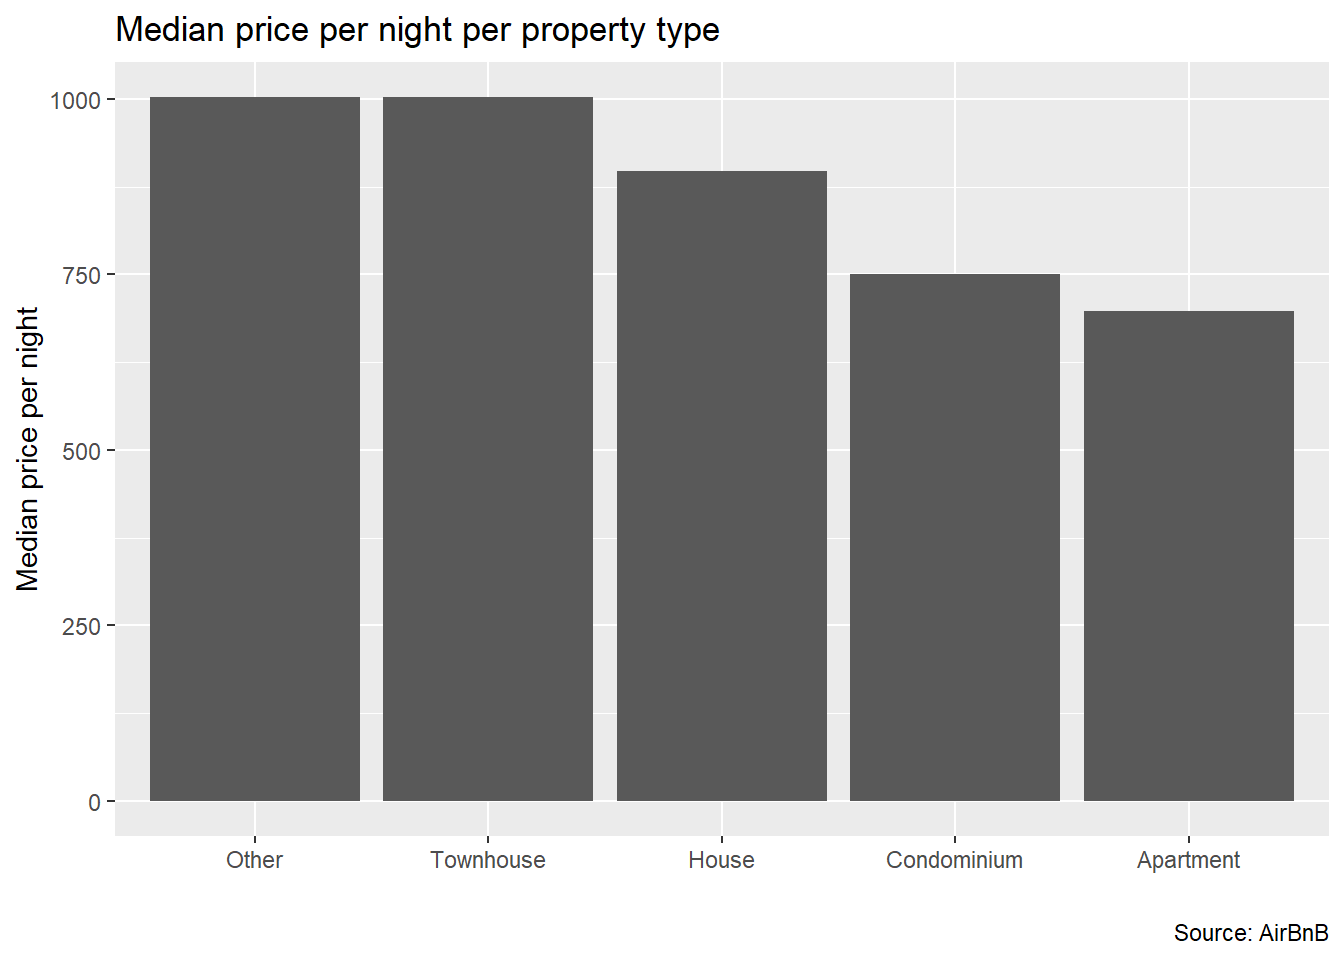 Median price per night per property type
Median price per night
1000
750
500
250
0
Other
Townhouse
House
Condominium
Apartment
Source: AirBnB